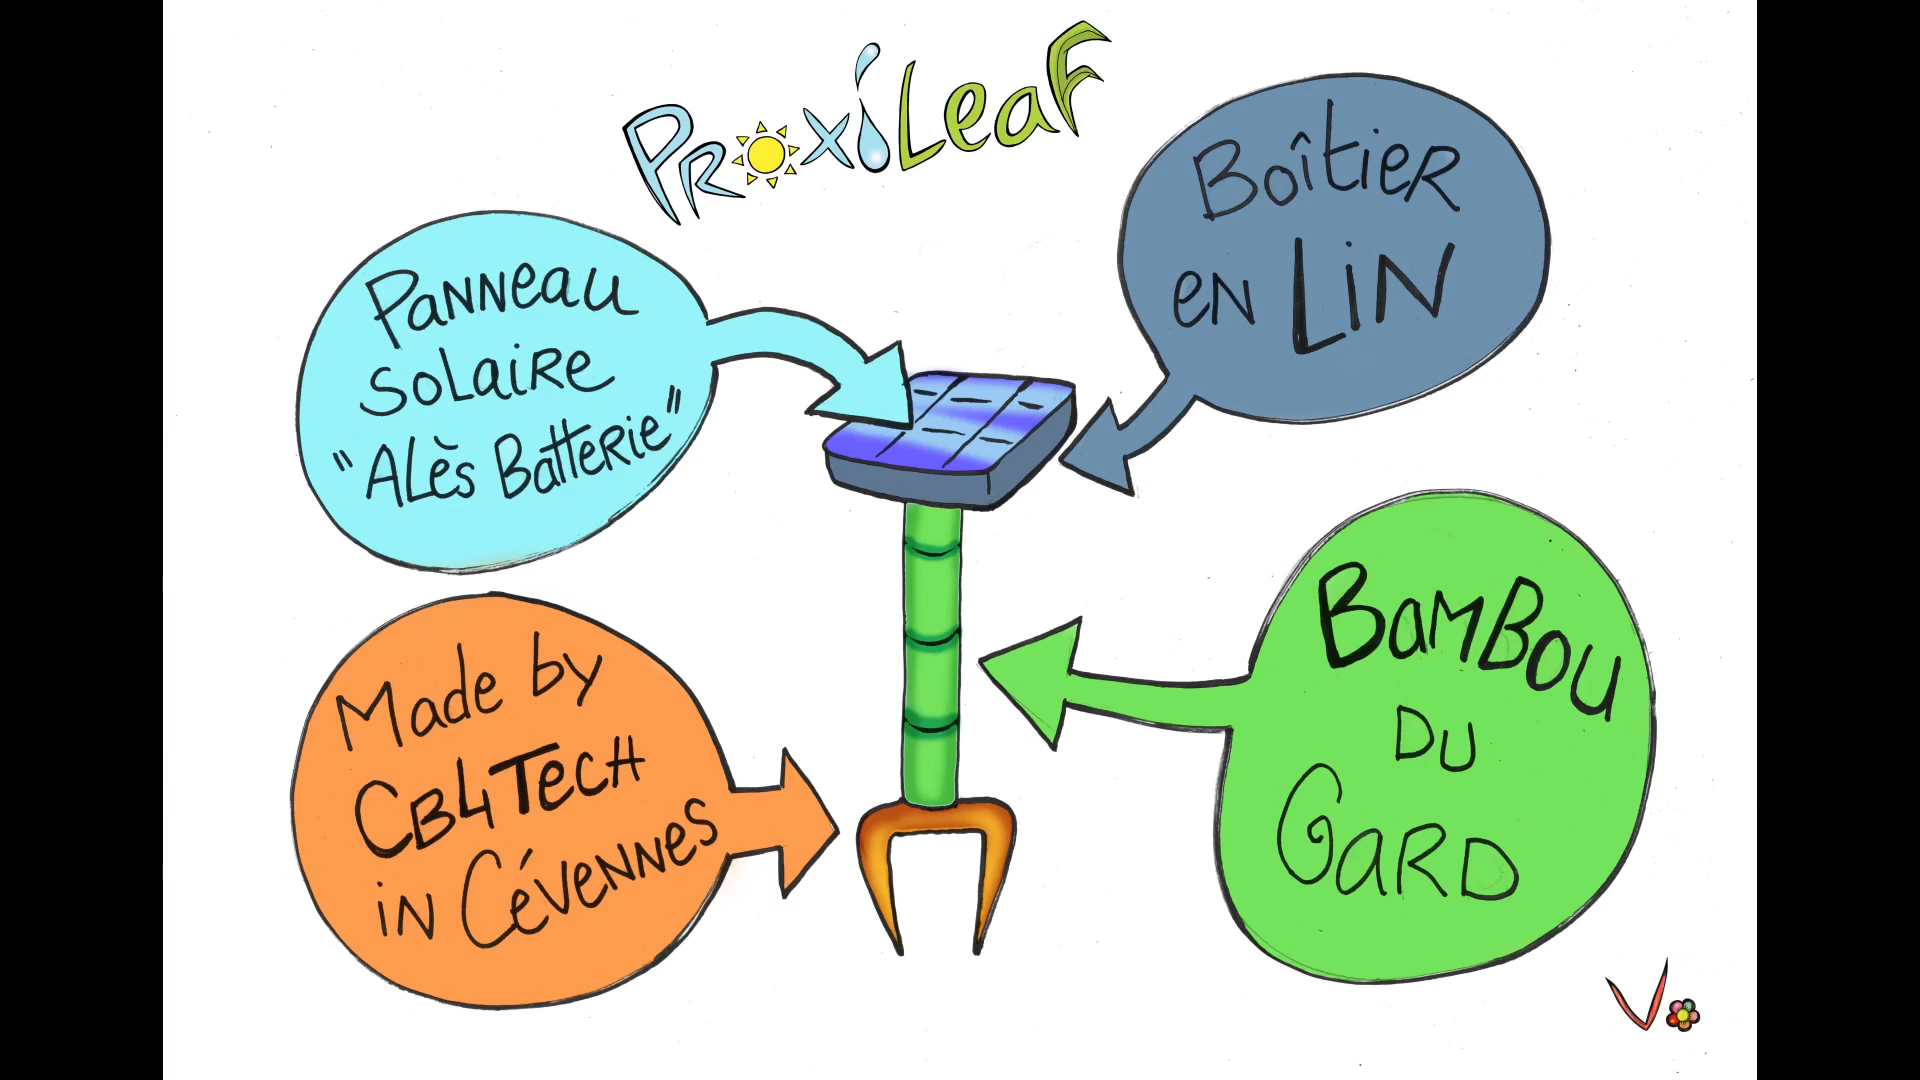 ProxiLeaf
Panneau
solaire
"Alès Batterie"
Boîtier
en Lin
Made by
CB4Tech
in Cévennes
Bambou
du
Gard
V